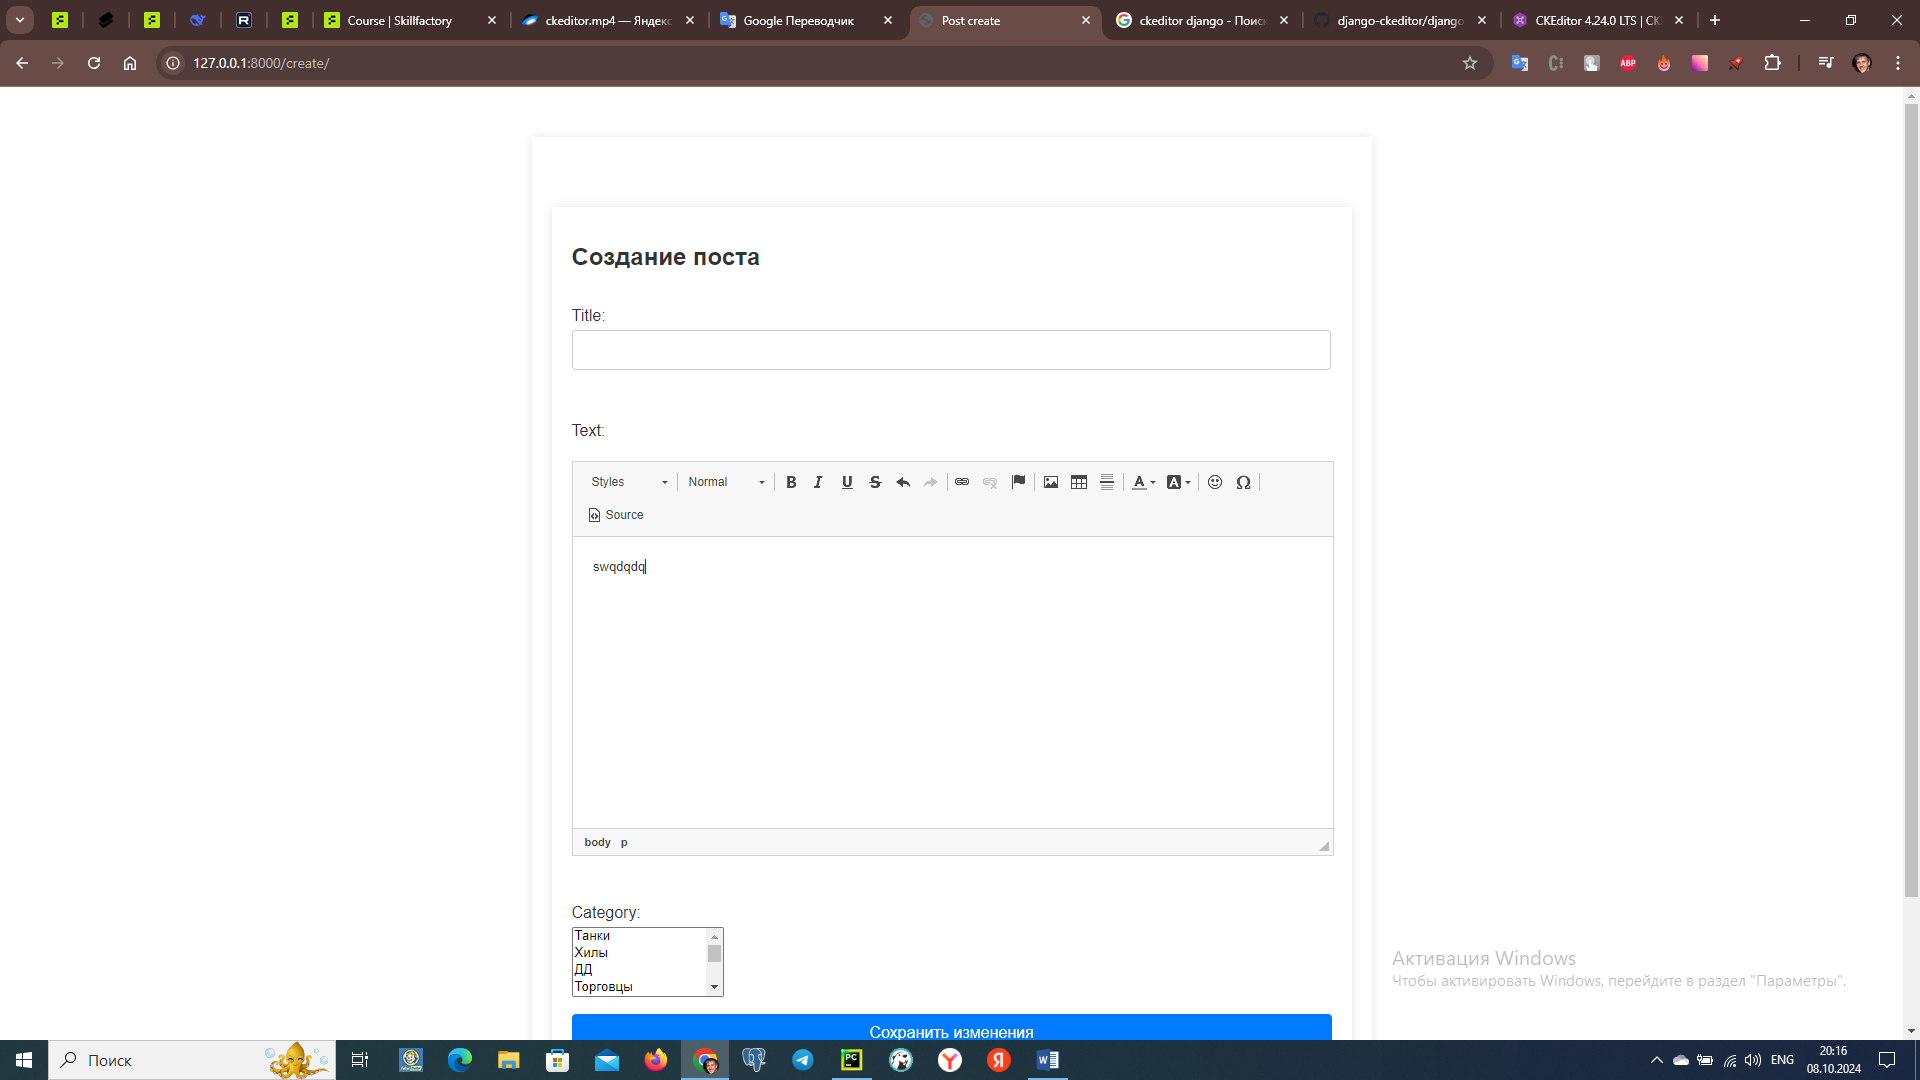 Course | Skillfactory
ckeditor.mp4 — Яндекс
Google Переводчик
Post create
ckeditor django - Поиск
django-ckeditor/django
CKEditor 4.24.0 LTS | CK
127.0.0.1:8000/create/
ABP
Создание поста
Title:
Text:
Styles
Normal
B I U S
A A Ω
Source
swqdqdq
body p
Category:
Танки
Хилы
ДД
Торговцы
Сохранить изменения
Активация Windows
Чтобы активировать Windows, перейдите в раздел "Параметры".
Поиск
PC
Y
Я
W
ENG
20:16
08.10.2024